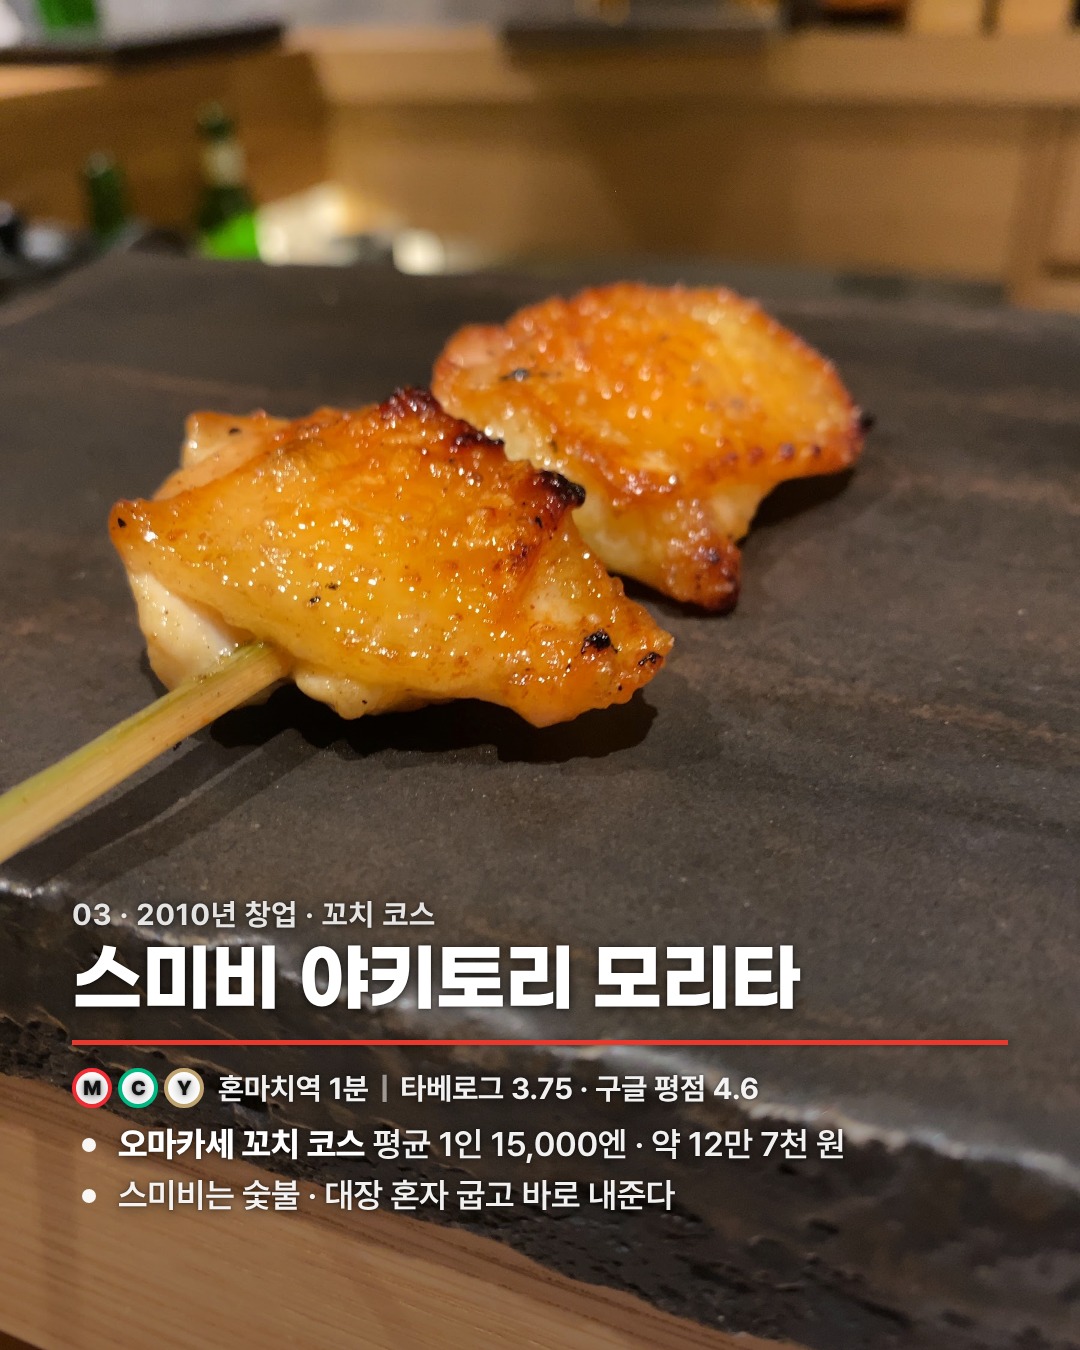 03 · 2010년 창업 · 꼬치 코스
스미비 야키토리 모리타
M C Y 혼마치역 1분 | 타베로그 3.75 · 구글 평점 4.6
• 오마카세 꼬치 코스 평균 1인 15,000엔 · 약 12만 7천 원
• 스미비는 숯불 · 대장 혼자 굽고 바로 내준다